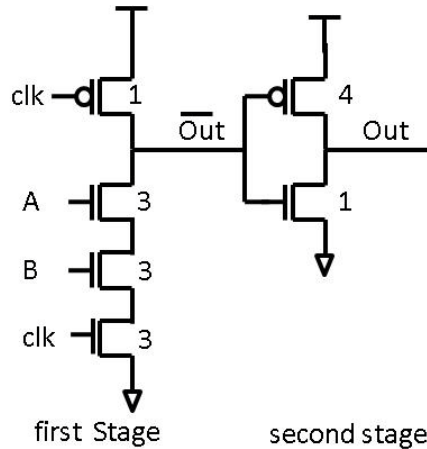 clk 1 4
Out Out
A 3 1
B 3
clk 3
first Stage second stage